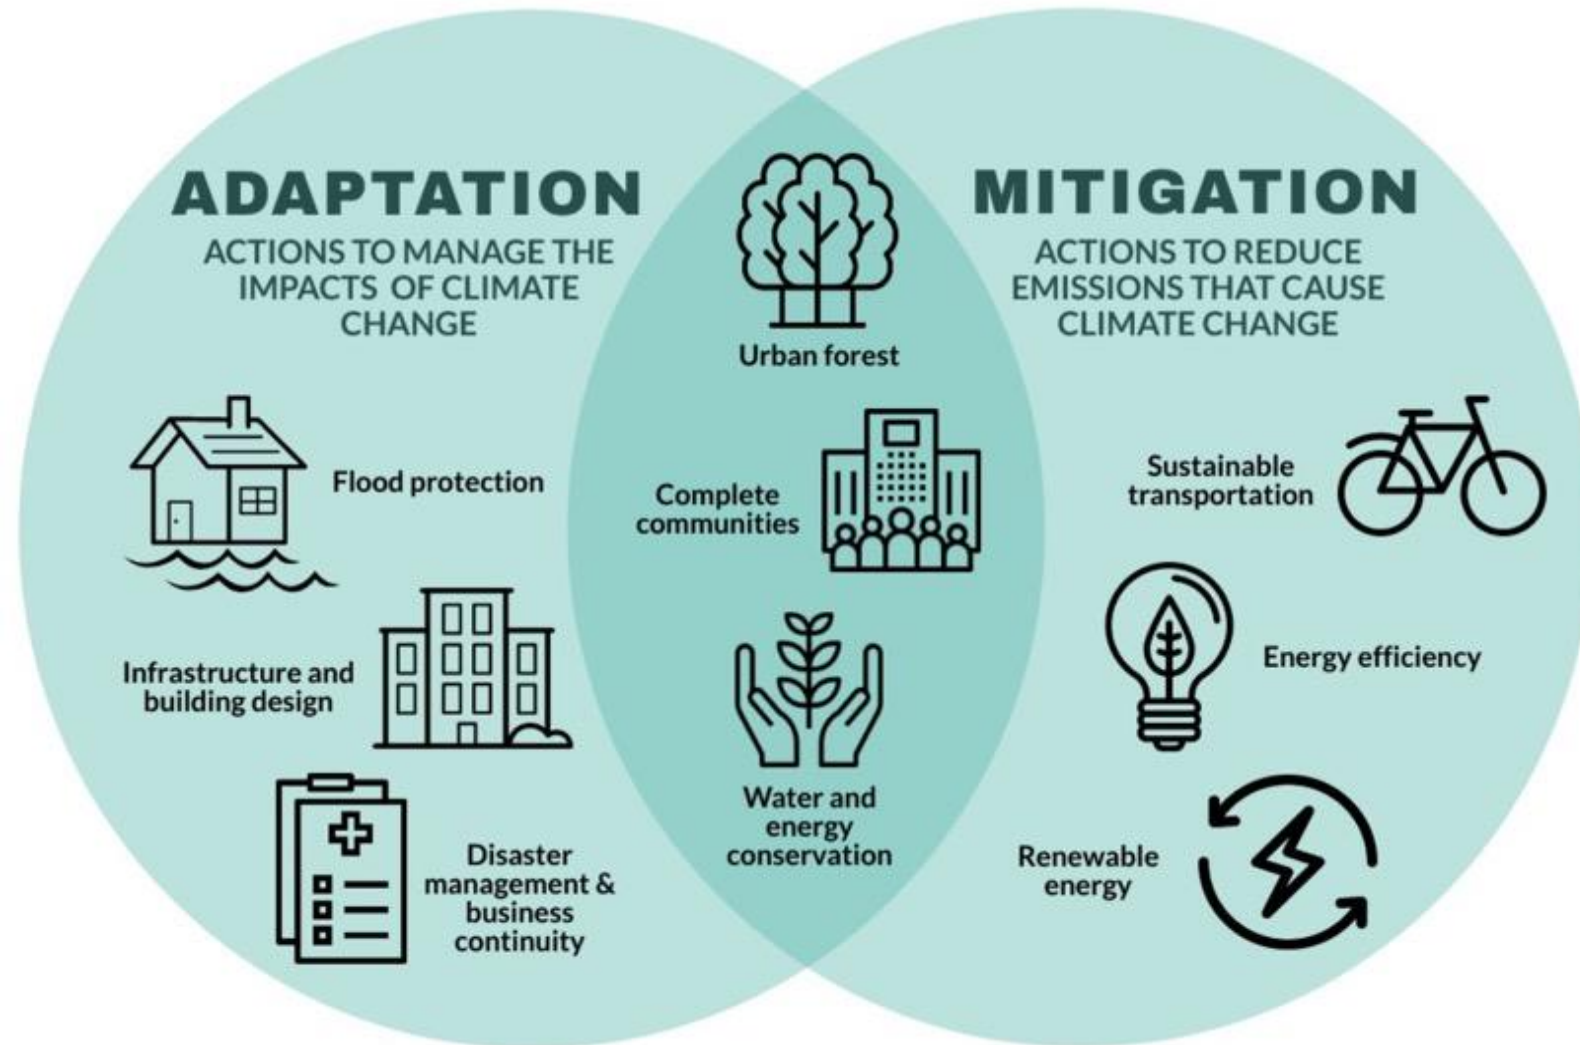 ADAPTATION
ACTIONS TO MANAGE THE
IMPACTS OF CLIMATE
CHANGE
Flood protection
Infrastructure and
building design
Disaster
management &
business
continuity
Urban forest
Complete
communities
Water and
energy
conservation
MITIGATION
ACTIONS TO REDUCE
EMISSIONS THAT CAUSE
CLIMATE CHANGE
Sustainable
transportation
Energy efficiency
Renewable
energy